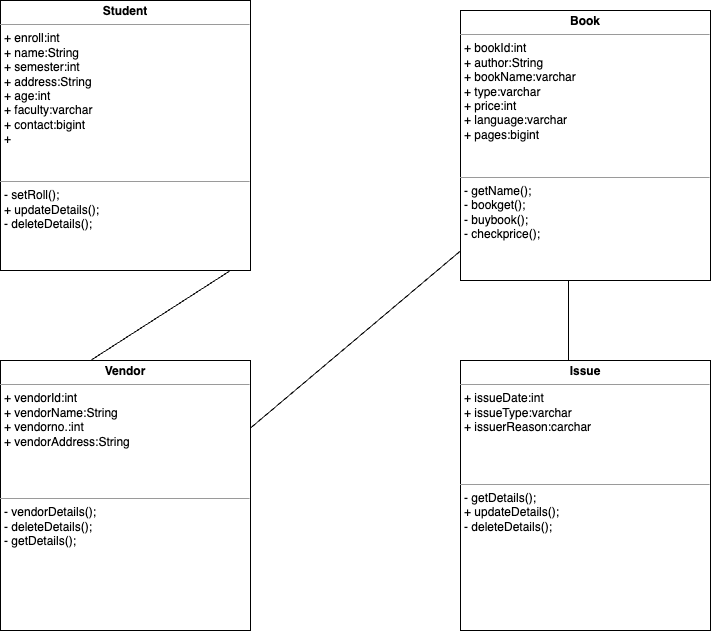 Student
+ enroll:int
+ name:String
+ semester:int
+ address:String
+ age:int
+ faculty:varchar
+ contact:bigint
+
- setRoll();
+ updateDetails();
- deleteDetails();
Book
+ bookId:int
+ author:String
+ bookName:varchar
+ type:varchar
+ price:int
+ language:varchar
+ pages:bigint
- getName();
- bookget();
- buybook();
- checkprice();
Vendor
+ vendorId:int
+ vendorName:String
+ vendorno.:int
+ vendorAddress:String
- vendorDetails();
- deleteDetails();
- getDetails();
Issue
+ issueDate:int
+ issueType:varchar
+ issuerReason:carchar
- getDetails();
+ updateDetails();
- deleteDetails();